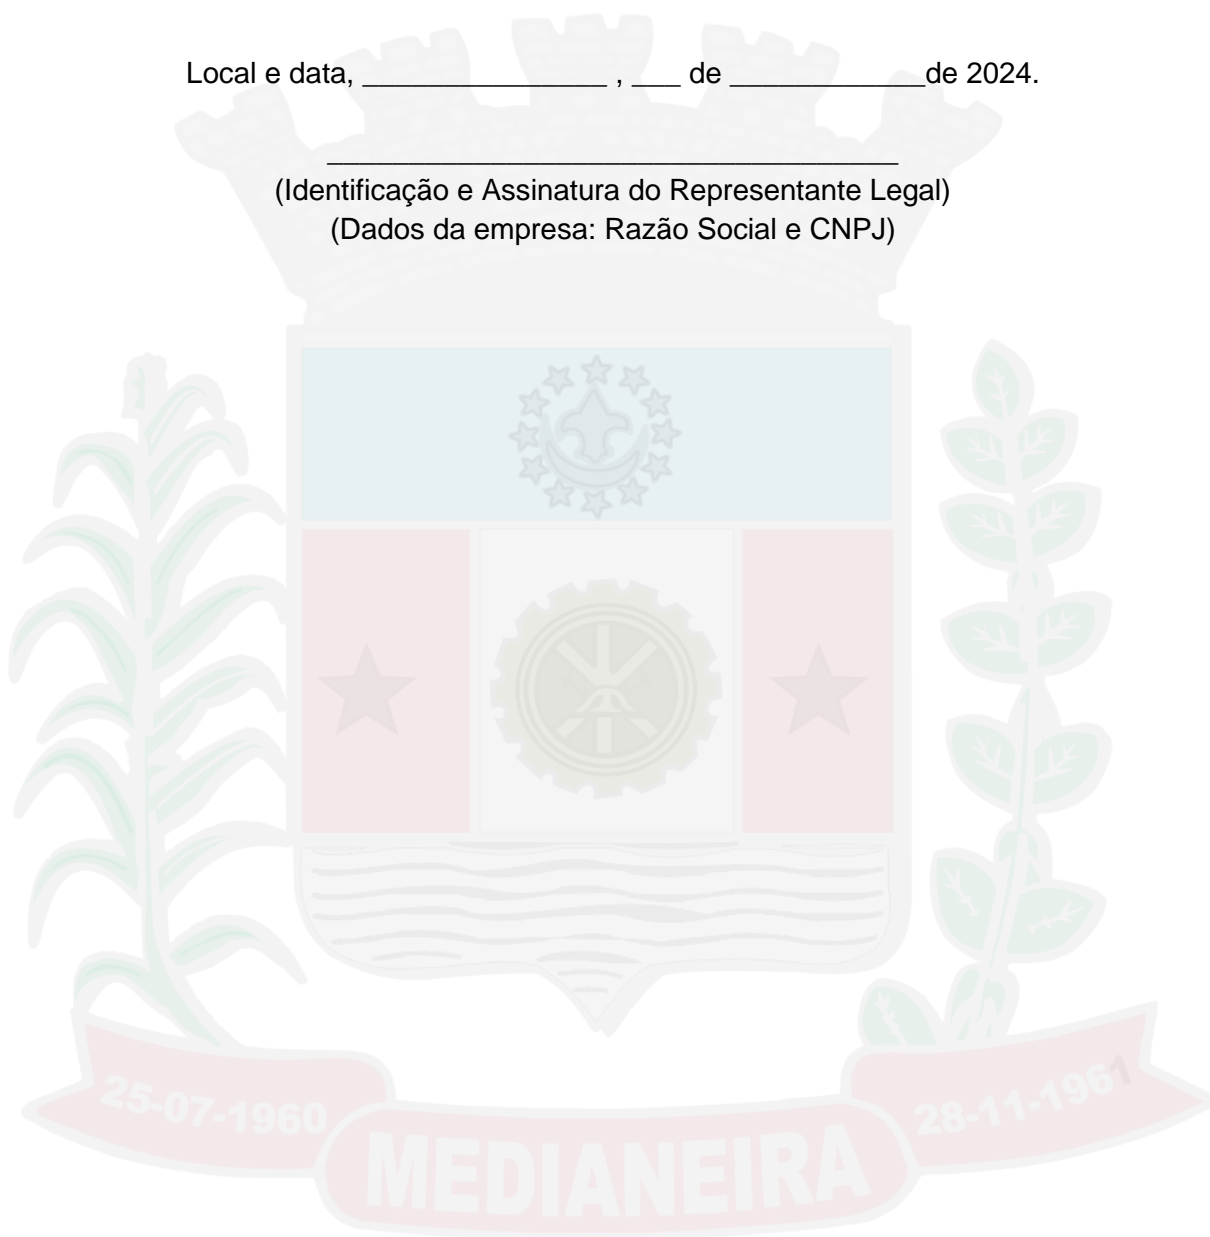 Local e data, _______________ , ___ de ____________de 2024.
___________________________________
(Identificação e Assinatura do Representante Legal)
(Dados da empresa: Razão Social e CNPJ)
25-07-1960
28-11-1961
MEDIANEIRA